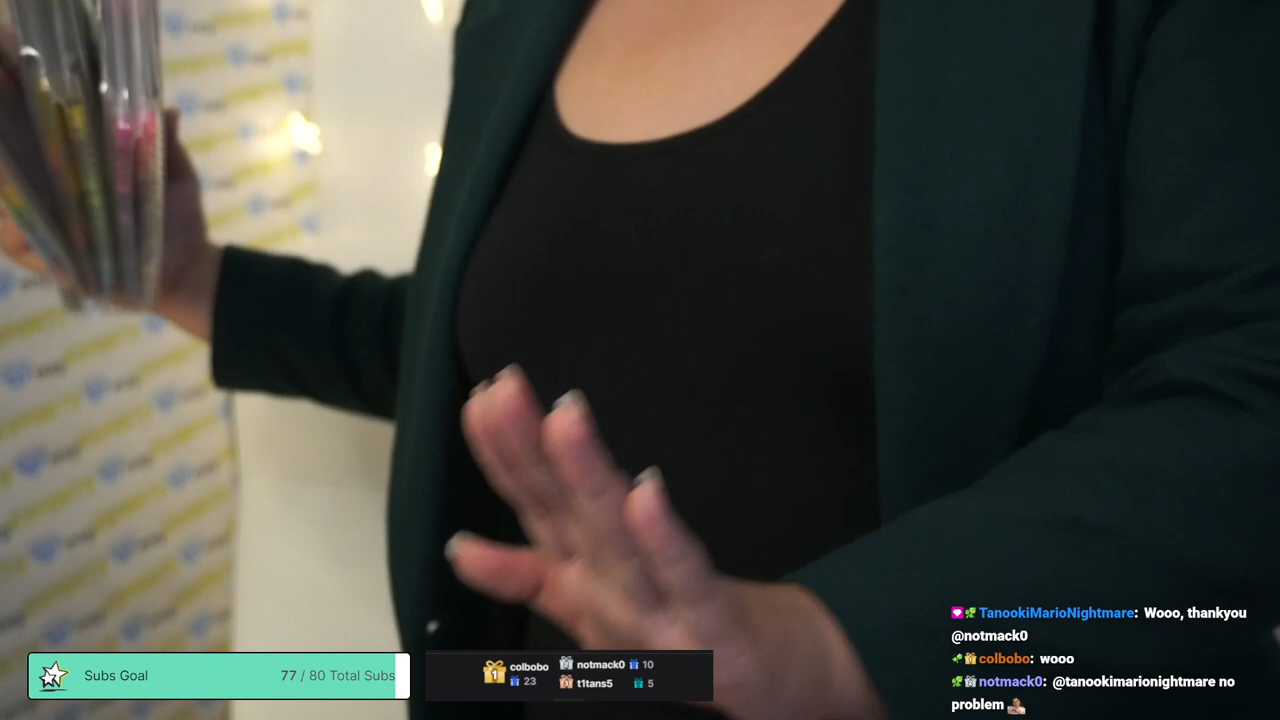 TanookiMarioNightmare: Wooo, thankyou
@notmack0
colbobo: wooo
notmack0: @tanookimarionightmare no
problem
Subs Goal 77 / 80 Total Subs
1 colbobo 23
notmack0 10
t1tans5 5